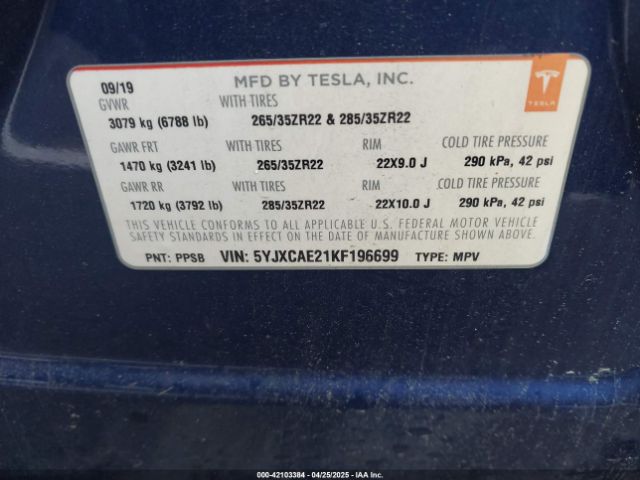 09/19 MFD BY TESLA, INC.
TESLA
GVWR WITH TIRES
3079 kg (6788 lb) 265/35ZR22 & 285/35ZR22
GAWR FRT WITH TIRES RIM COLD TIRE PRESSURE
1470 kg (3241 lb) 265/35ZR22 22X9.0 J 290 kPa, 42 psi
GAWR RR WITH TIRES RIM COLD TIRE PRESSURE
1720 kg (3792 lb) 285/35ZR22 22X10.0 J 290 kPa, 42 psi
THIS VEHICLE CONFORMS TO ALL APPLICABLE U.S. FEDERAL MOTOR VEHICLE
SAFETY STANDARDS IN EFFECT ON THE DATE OF MANUFACTURE SHOWN ABOVE.
PNT: PPSB VIN: 5YJXCAE21KF196699 TYPE: MPV
000-42103384 - 04/25/2025 - IAAI, Inc.